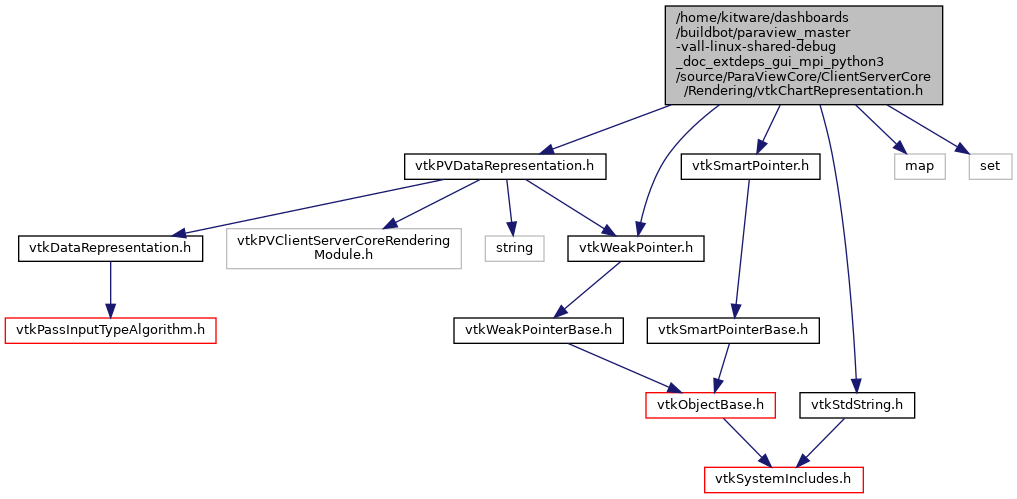 /home/kitware/dashboards
/buildbot/paraview_master
-vall-linux-shared-debug
_doc_extdeps_gui_mpi_python3
/source/ParaViewCore/ClientServerCore
/Rendering/vtkChartRepresentation.h
vtkPVDataRepresentation.h
vtkSmartPointer.h
map
set
vtkDataRepresentation.h
vtkPVClientServerCoreRendering
Module.h
string
vtkWeakPointer.h
vtkPassInputTypeAlgorithm.h
vtkWeakPointerBase.h
vtkSmartPointerBase.h
vtkObjectBase.h
vtkStdString.h
vtkSystemIncludes.h